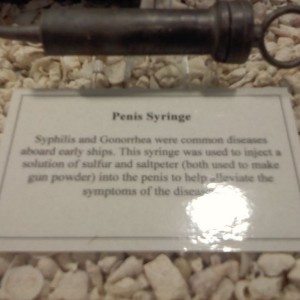 Penis Syringe
Syphilis and Gonorrhea were common diseases
aboard early ships. This syringe was used to inject a
solution of sulfur and saltpeter (both used to make
gun powder) into the penis to help alleviate the
symptoms of the